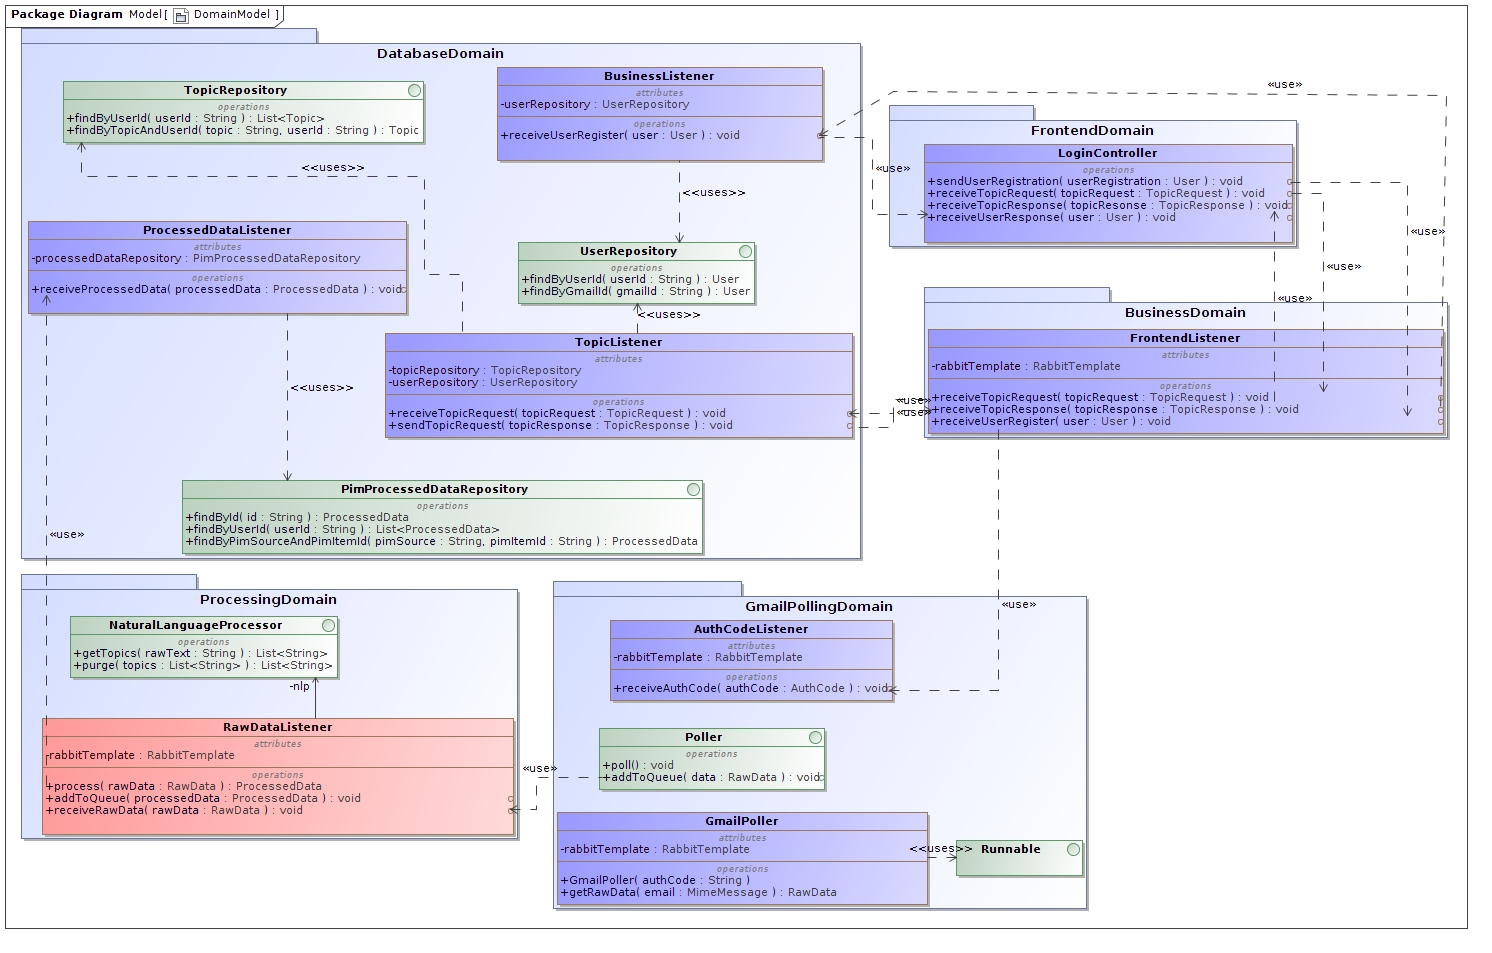 Package Diagram Model[ DomainModel ]
DatabaseDomain
TopicRepository
operations
+findByUserId( userId : String ) : List<Topic>
+findByTopicAndUserId( topic : String, userId : String ) : Topic
BusinessListener
attributes
-userRepository : UserRepository
operations
+receiveUserRegister( user : User ) : void
«use»
FrontendDomain
LoginController
operations
+sendUserRegistration( userRegistration : User ) : void
+receiveTopicRequest( topicRequest : TopicRequest ) : void
+receiveTopicResponse( topicResonse : TopicResponse ) : void
+receiveUserResponse( user : User ) : void
«use»
<<uses>>
<<uses>>
«use»
«use»
«use»
ProcessedDataListener
attributes
-processedDataRepository : PimProcessedDataRepository
operations
+receiveProcessedData( processedData : ProcessedData ) : void
UserRepository
operations
+findByUserId( userId : String ) : User
+findByGmailId( gmailId : String ) : User
<<uses>>
TopicListener
attributes
-topicRepository : TopicRepository
-userRepository : UserRepository
operations
+receiveTopicRequest( topicRequest : TopicRequest ) : void
+sendTopicRequest( topicResponse : TopicResponse ) : void
<<uses>>
BusinessDomain
FrontendListener
attributes
-rabbitTemplate : RabbitTemplate
operations
+receiveTopicRequest( topicRequest : TopicRequest ) : void
+receiveTopicResponse( topicResponse : TopicResponse ) : void
+receiveUserRegister( user : User ) : void
«use»
«use»
PimProcessedDataRepository
operations
+findById( id : String ) : ProcessedData
+findByUserId( userId : String ) : List<ProcessedData>
+findByPimSourceAndPimItemId( pimSource : String, pimItemId : String ) : ProcessedData
«use»
ProcessingDomain
NaturalLanguageProcessor
operations
+getTopics( rawText : String ) : List<String>
+purge( topics : List<String> ) : List<String>
-nlp
RawDataListener
attributes
-rabbitTemplate : RabbitTemplate
operations
+process( rawData : RawData ) : ProcessedData
+addToQueue( processedData : ProcessedData ) : void
+receiveRawData( rawData : RawData ) : void
«use»
GmailPollingDomain
«use»
AuthCodeListener
attributes
-rabbitTemplate : RabbitTemplate
operations
+receiveAuthCode( authCode : AuthCode ) : void
Poller
operations
+poll() : void
+addToQueue( data : RawData ) : void
GmailPoller
attributes
-rabbitTemplate : RabbitTemplate
operations
+GmailPoller( authCode : String )
+getRawData( email : MimeMessage ) : RawData
<<uses>>
Runnable